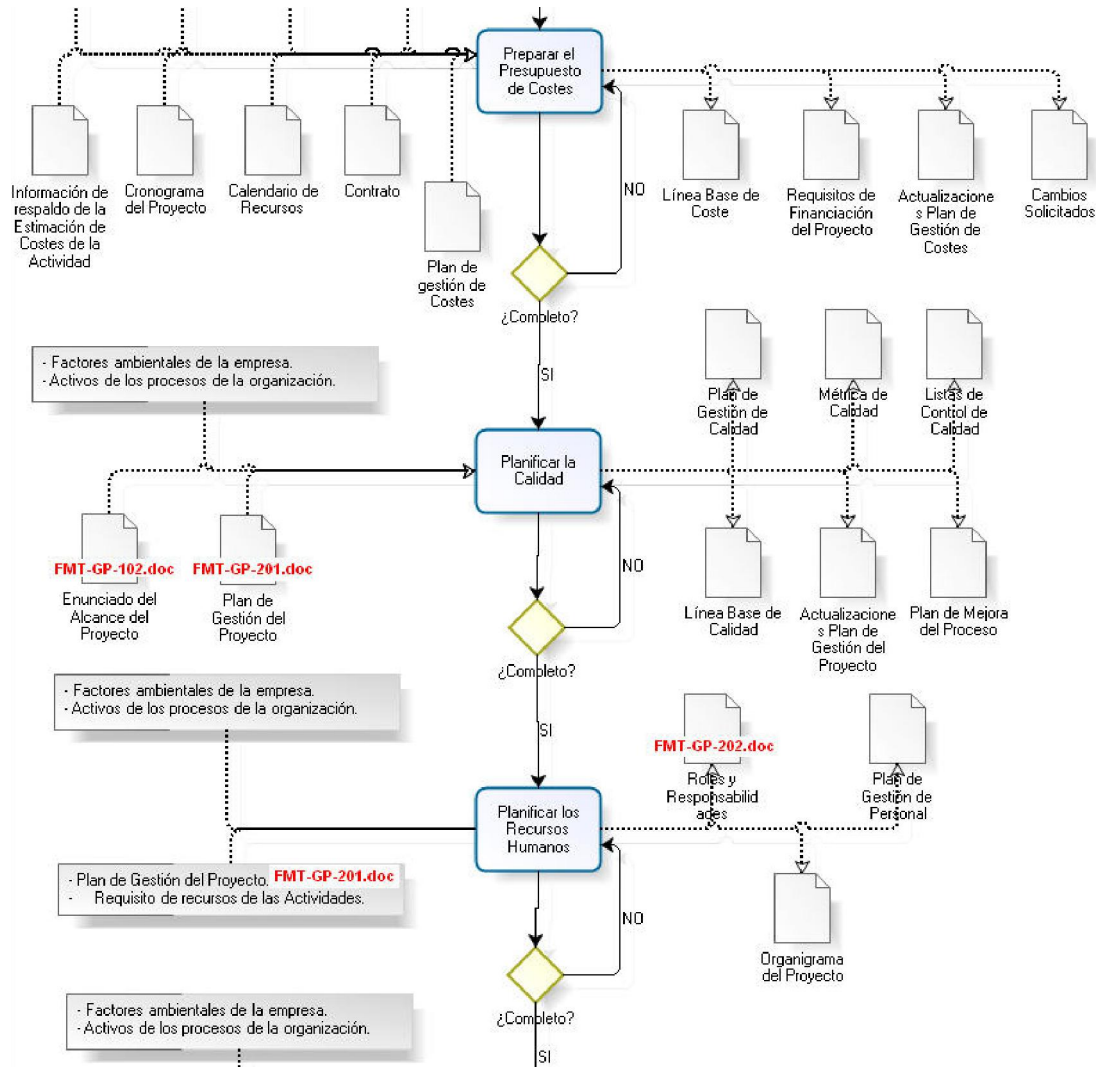 Preparar el
Presupuesto
de Costes
Información de
respaldo de la
Estimación de
Costes de la
Actividad
Cronograma
del Proyecto
Calendario de
Recursos
Contrato
Plan de
gestión de
Costes
NO
Línea Base de
Coste
Requisitos de
Financiación
del Proyecto
Actualizacione
s Plan de
Gestión de
Costes
Cambios
Solicitados
¿Completo?
SI
- Factores ambientales de la empresa.
- Activos de los procesos de la organización.
Plan de
Gestión de
Calidad
Métrica de
Calidad
Listas de
Control de
Calidad
Planificar la
Calidad
FMT-GP-102.doc
Enunciado del
Alcance del
Proyecto
FMT-GP-201.doc
Plan de
Gestión del
Proyecto
NO
Línea Base de
Calidad
Actualizacione
s Plan de
Gestión del
Proyecto
Plan de Mejora
del Proceso
¿Completo?
SI
- Factores ambientales de la empresa.
- Activos de los procesos de la organización.
FMT-GP-202.doc
Roles y
Responsabilid
ades
Plan de
Gestión de
Personal
Planificar los
Recursos
Humanos
- Plan de Gestión del Proyecto. FMT-GP-201.doc
- Requisito de recursos de las Actividades.
NO
Organigrama
del Proyecto
¿Completo?
SI
- Factores ambientales de la empresa.
- Activos de los procesos de la organización.